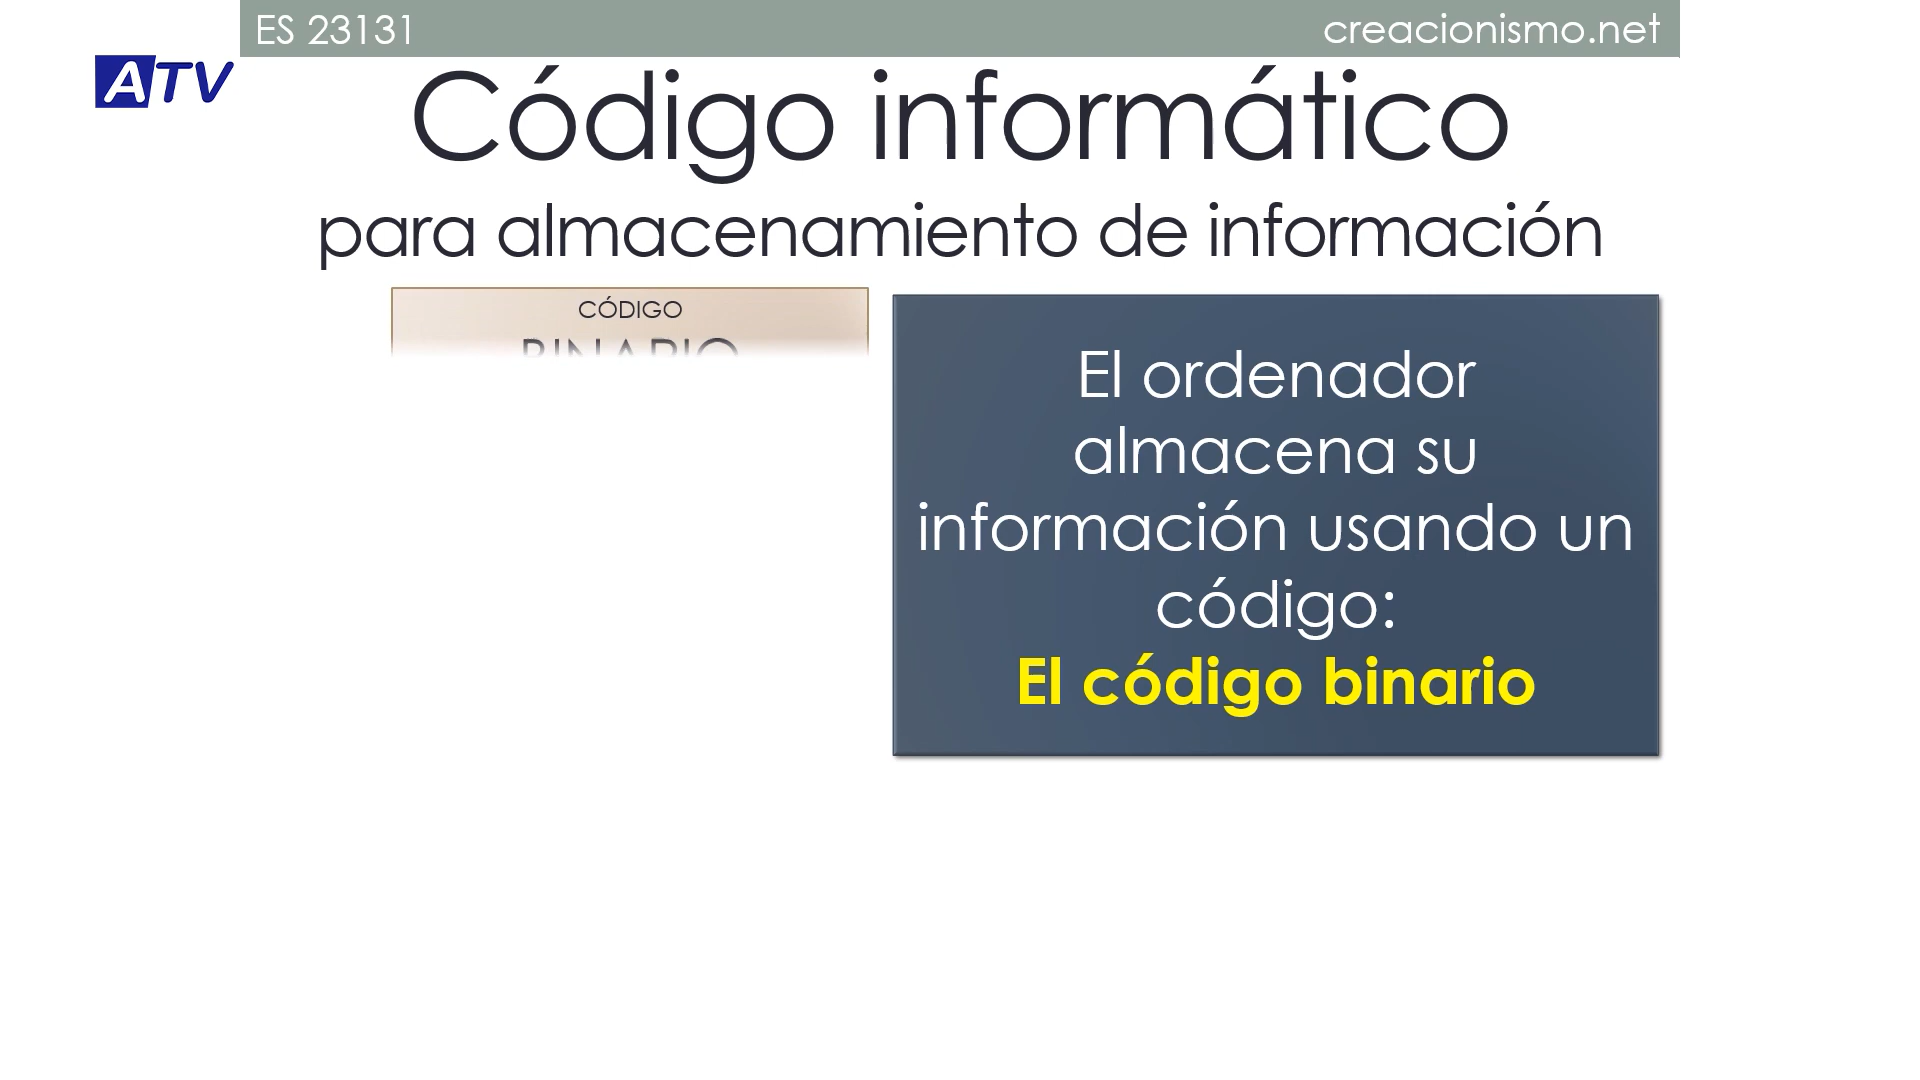 ES 23131
creacionismo.net
ATV
Código informático
para almacenamiento de información
CÓDIGO
BINARIO
El ordenador
almacena su
información usando un
código:
El código binario